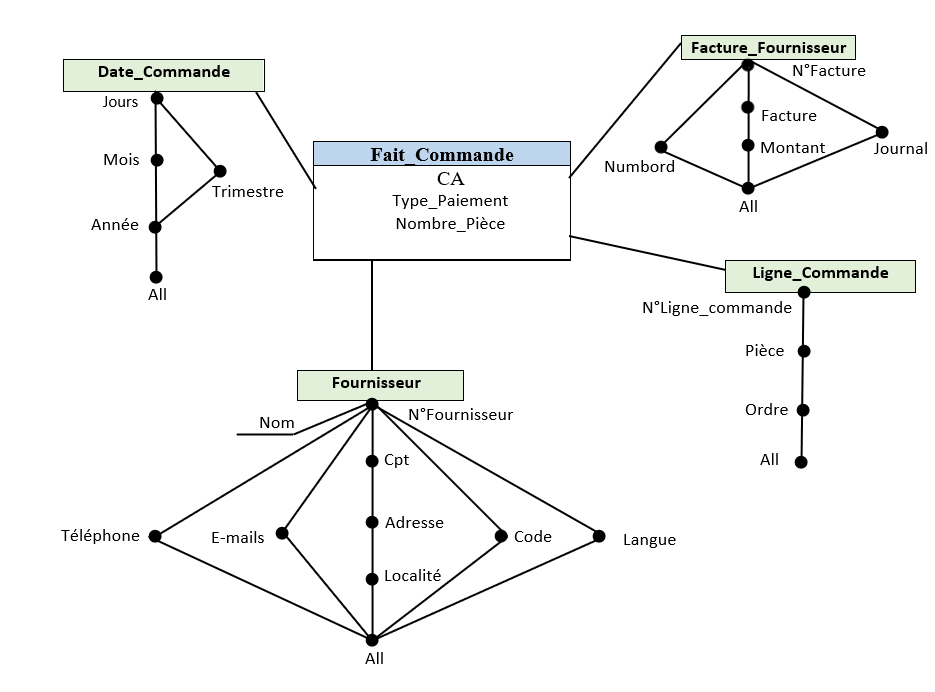 Date_Commande
Jours
Mois
Trimestre
Année
All
Fait_Commande
CA
Type_Paiement
Nombre_Pièce
Facture_Fournisseur
N°Facture
Facture
Montant
Numbord
Journal
All
Ligne_Commande
N°Ligne_commande
Pièce
Ordre
All
Fournisseur
N°Fournisseur
Nom
Cpt
Adresse
Téléphone
E-mails
Code
Langue
Localité
All